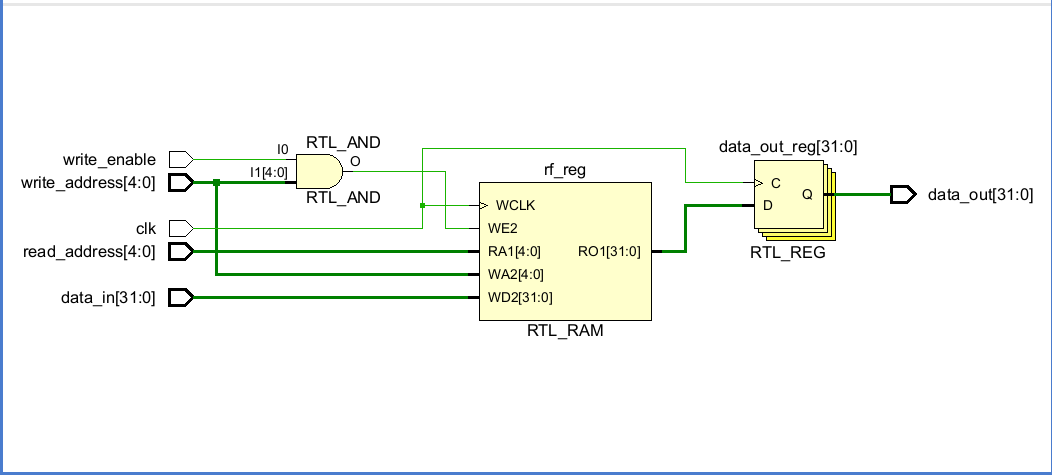 write_enable
write_address[4:0]
clk
read_address[4:0]
data_in[31:0]
I0
I1[4:0]
RTL_AND
O
RTL_AND
rf_reg
WCLK
WE2
RA1[4:0]
RO1[31:0]
WA2[4:0]
WD2[31:0]
RTL_RAM
data_out_reg[31:0]
C
D
Q
RTL_REG
data_out[31:0]